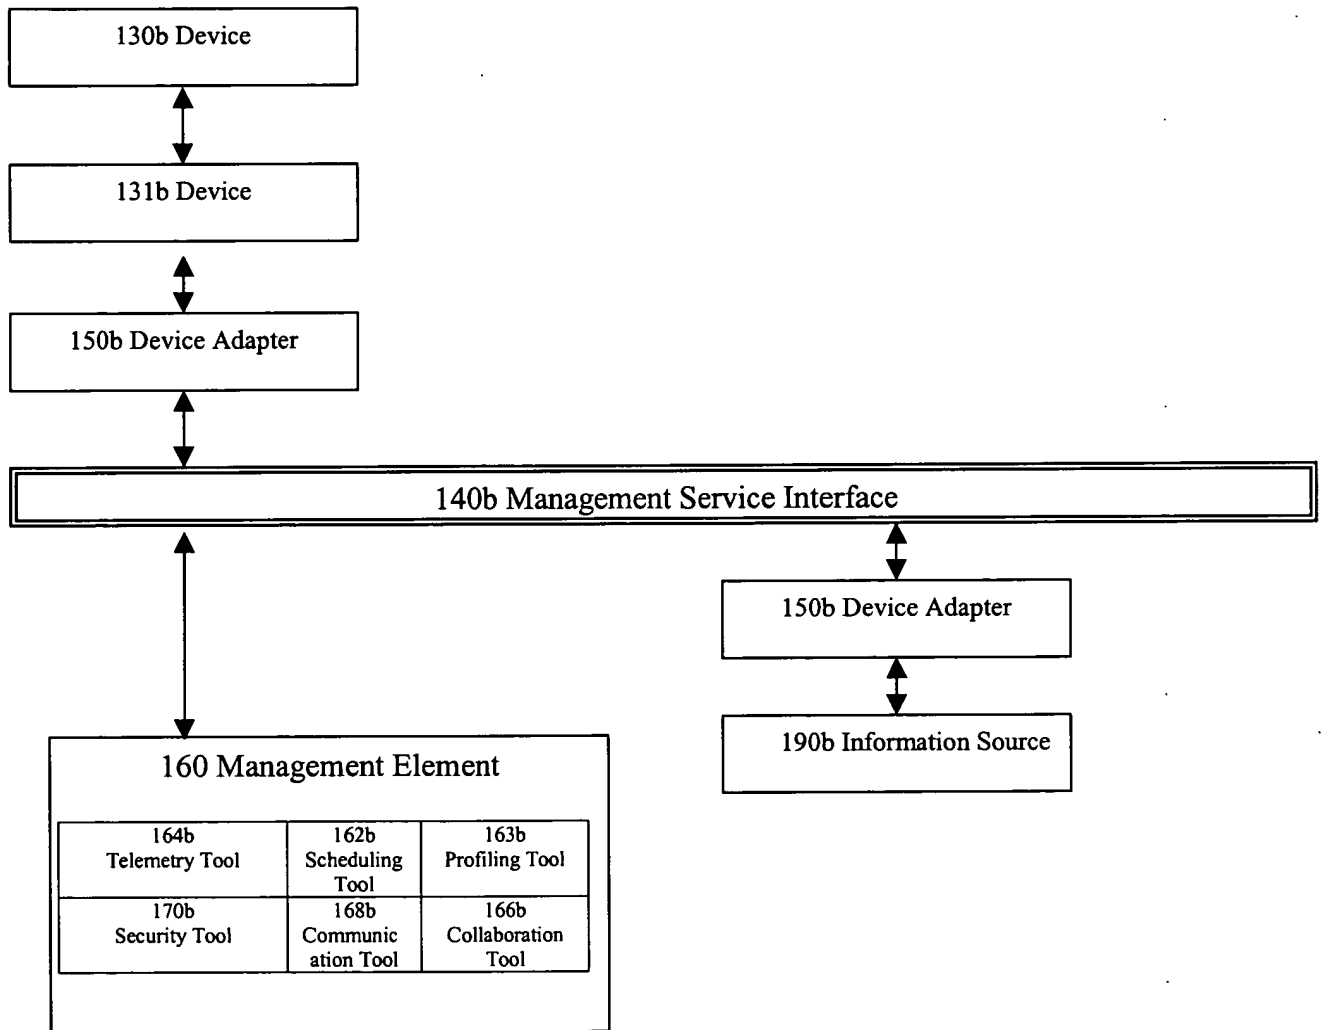 130b Device
131b Device
150b Device Adapter
140b Management Service Interface
150b Device Adapter
190b Information Source
160 Management Element
164b
Telemetry Tool
162b
Scheduling
Tool
163b
Profiling Tool
170b
Security Tool
168b
Communic
ation Tool
166b
Collaboration
Tool